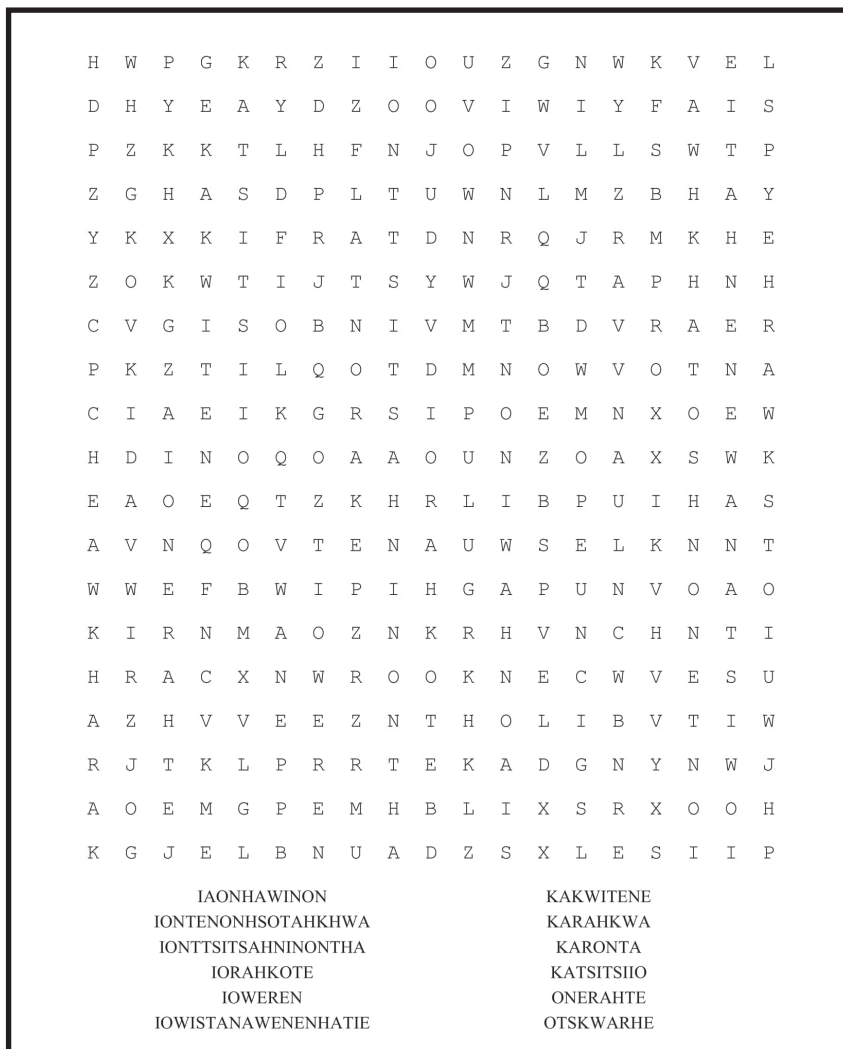 H W P G K R Z I I O U Z G N W K V E L
D H Y E A Y D Z O O V I W I Y F A I S
P Z K K T L H F N J O P V L L S W T P
Z G H A S D P L T U W N L M Z B H A Y
Y K X K I F R A T D N R Q J R M K H E
Z O K W T I J T S Y W J Q T A P H N H
C V G I S O B N I V M T B D V R A E R
P K Z T I L Q O T D M N O W V O T N A
C I A E I K G R S I P O E M N X O E W
H D I N O Q O A A O U N Z O A X S W K
E A O E Q T Z K H R L I B P U I H A S
A V N Q O V T E N A U W S E L K N N T
W W E F B W I P I H G A P U N V O A O
K I R N M A O Z N K R H V N C H N T I
H R A C X N W R O O K N E C W V E S U
A Z H V V E E Z N T H O L I B V T I W
R J T K L P R R T E K A D G N Y N W J
A O E M G P E M H B L I X S R X O O H
K G J E L B N U A D Z S X L E S I I P
IAONHAWINON
IONTENONHSOTAHKHWA
IONTTSITSAHNINONTHA
IORAHKOTE
IOWEREN
IOWISTANAWENENHATIE
KAKWITENE
KARAHKWA
KARONTA
KATSITSIIO
ONERAHTE
OTSKWARHE